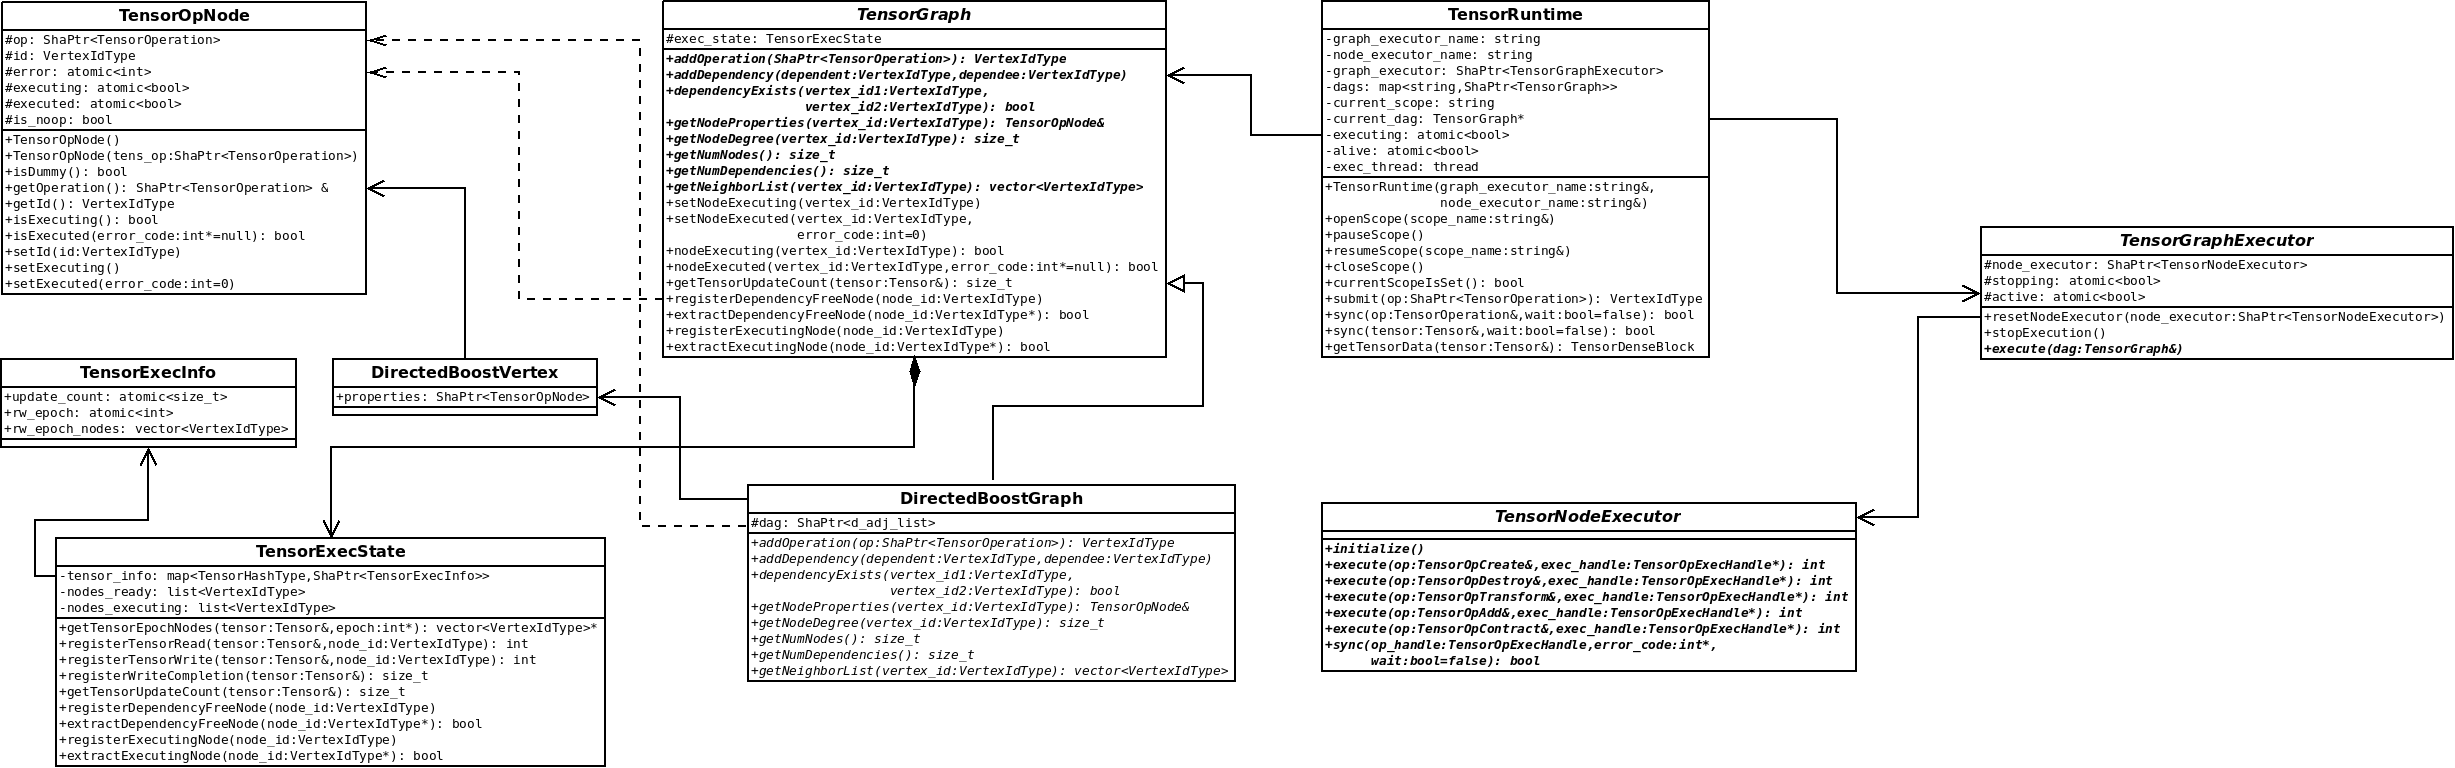 TensorOpNode
#op: ShaPtr<TensorOperation>
#id: VertexIdType
#error: atomic<int>
#executing: atomic<bool>
#executed: atomic<bool>
#is_noop: bool
+TensorOpNode()
+TensorOpNode(tens_op:ShaPtr<TensorOperation>)
+isDummy(): bool
+getOperation(): ShaPtr<TensorOperation> &
+getId(): VertexIdType
+isExecuting(): bool
+isExecuted(error_code:int*=null): bool
+setId(id:VertexIdType)
+setExecuting()
+setExecuted(error_code:int=0)
TensorGraph
#exec_state: TensorExecState
+addOperation(ShaPtr<TensorOperation>): VertexIdType
+addDependency(dependent:VertexIdType,dependee:VertexIdType)
+dependencyExists(vertex_id1:VertexIdType,
vertex_id2:VertexIdType): bool
+getNodeProperties(vertex_id:VertexIdType): TensorOpNode&
+getNodeDegree(vertex_id:VertexIdType): size_t
+getNumNodes(): size_t
+getNumDependencies(): size_t
+getNeighborList(vertex_id:VertexIdType): vector<VertexIdType>
+setNodeExecuting(vertex_id:VertexIdType)
+setNodeExecuted(vertex_id:VertexIdType,
error_code:int=0)
+nodeExecuting(vertex_id:VertexIdType): bool
+nodeExecuted(vertex_id:VertexIdType,error_code:int*=null): bool
+getTensorUpdateCount(tensor:Tensor&): size_t
+registerDependencyFreeNode(node_id:VertexIdType)
+extractDependencyFreeNode(node_id:VertexIdType*): bool
+registerExecutingNode(node_id:VertexIdType)
+extractExecutingNode(node_id:VertexIdType*): bool
TensorRuntime
-graph_executor_name: string
-node_executor_name: string
-graph_executor: ShaPtr<TensorGraphExecutor>
-dags: map<string,ShaPtr<TensorGraph>>
-current_scope: string
-current_dag: TensorGraph*
-executing: atomic<bool>
-alive: atomic<bool>
-exec_thread: thread
+TensorRuntime(graph_executor_name:string&,
node_executor_name:string&)
+openScope(scope_name:string&)
+pauseScope()
+resumeScope(scope_name:string&)
+closeScope()
+currentScopeIsSet(): bool
+submit(op:ShaPtr<TensorOperation>): VertexIdType
+sync(op:TensorOperation&,wait:bool=false): bool
+sync(tensor:Tensor&,wait:bool=false): bool
+getTensorData(tensor:Tensor&): TensorDenseBlock
TensorGraphExecutor
#node_executor: ShaPtr<TensorNodeExecutor>
#stopping: atomic<bool>
#active: atomic<bool>
+resetNodeExecutor(node_executor:ShaPtr<TensorNodeExecutor>)
+stopExecution()
+execute(dag:TensorGraph&)
TensorExecInfo
+update_count: atomic<size_t>
+rw_epoch: atomic<int>
+rw_epoch_nodes: vector<VertexIdType>
DirectedBoostVertex
+properties: ShaPtr<TensorOpNode>
TensorExecState
-tensor_info: map<TensorHashType,ShaPtr<TensorExecInfo>>
-nodes_ready: list<VertexIdType>
-nodes_executing: list<VertexIdType>
+getTensorEpochNodes(tensor:Tensor&,epoch:int*): vector<VertexIdType>*
+registerTensorRead(tensor:Tensor&,node_id:VertexIdType): int
+registerTensorWrite(tensor:Tensor&,node_id:VertexIdType): int
+registerWriteCompletion(tensor:Tensor&): size_t
+getTensorUpdateCount(tensor:Tensor&): size_t
+registerDependencyFreeNode(node_id:VertexIdType)
+extractDependencyFreeNode(node_id:VertexIdType*): bool
+registerExecutingNode(node_id:VertexIdType)
+extractExecutingNode(node_id:VertexIdType*): bool
DirectedBoostGraph
#dag: ShaPtr<d_adj_list>
+addOperation(op:ShaPtr<TensorOperation>): VertexIdType
+addDependency(dependent:VertexIdType,dependee:VertexIdType)
+dependencyExists(vertex_id1:VertexIdType,
vertex_id2:VertexIdType): bool
+getNodeProperties(vertex_id:VertexIdType): TensorOpNode&
+getNodeDegree(vertex_id:VertexIdType): size_t
+getNumNodes(): size_t
+getNumDependencies(): size_t
+getNeighborList(vertex_id:VertexIdType): vector<VertexIdType>
TensorNodeExecutor
+initialize()
+execute(op:TensorOpCreate&,exec_handle:TensorOpExecHandle*): int
+execute(op:TensorOpDestroy&,exec_handle:TensorOpExecHandle*): int
+execute(op:TensorOpTransform&,exec_handle:TensorOpExecHandle*): int
+execute(op:TensorOpAdd&,exec_handle:TensorOpExecHandle*): int
+execute(op:TensorOpContract&,exec_handle:TensorOpExecHandle*): int
+sync(op_handle:TensorOpExecHandle,error_code:int*,
wait:bool=false): bool